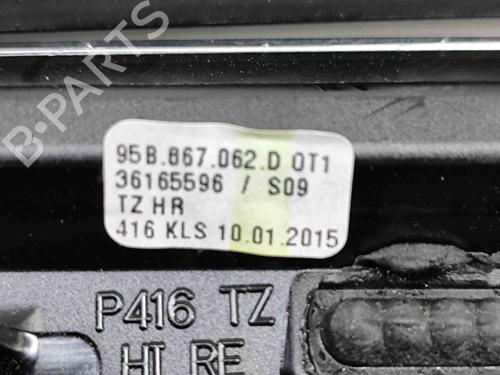 B-PARTS
95B.867.062.D OT1
36165596 / S09
TZ HR
416 KLS 10.01.2015
P416 TZ
HI RE